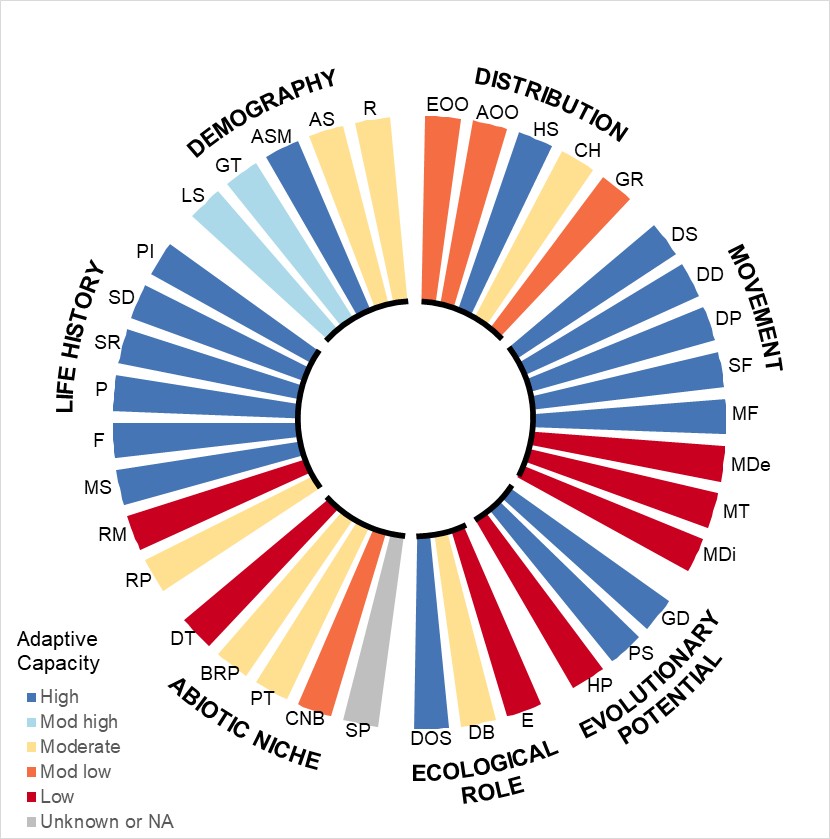 DEMOGRAPHY
DISTRIBUTION
MOVEMENT
EVOLUTIONARY
POTENTIAL
ECOLOGICAL
ROLE
ABIOTIC NICHE
LIFE HISTORY
EOO
AOO
HS
CH
GR
DS
DD
DP
SF
MF
MDe
MT
MDi
GD
PS
HP
E
DB
DOS
SP
CNB
PT
BRP
DT
RP
RM
MS
F
P
SR
SD
PI
LS
GT
ASM
AS
R
Adaptive
Capacity
High
Mod high
Moderate
Mod low
Low
Unknown or NA